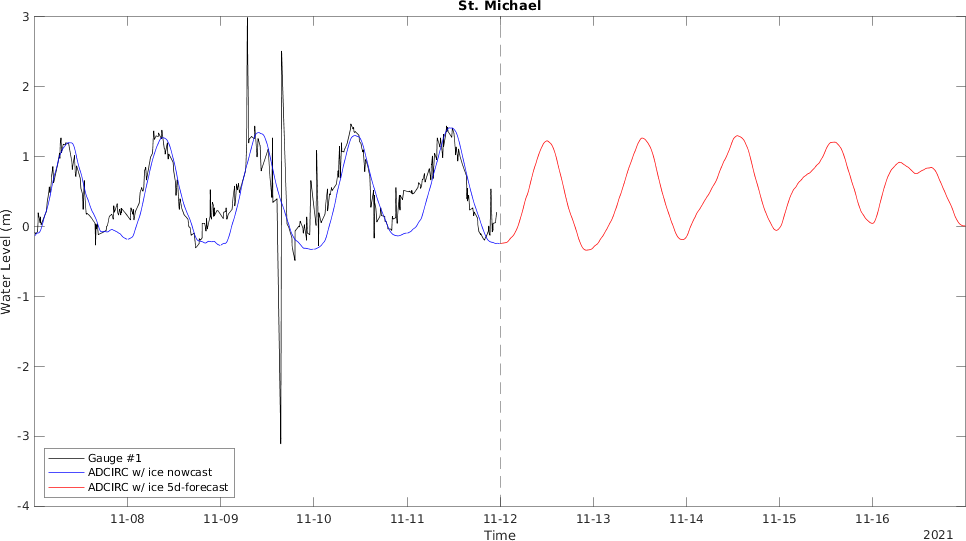 St. Michael
3
2
1
0
-1
-2
-3
-4
Water Level (m)
Gauge #1
ADCIRC w/ ice nowcast
ADCIRC w/ ice 5d-forecast
11-08 11-09 11-10 11-11 11-12 11-13 11-14 11-15 11-16
Time
2021